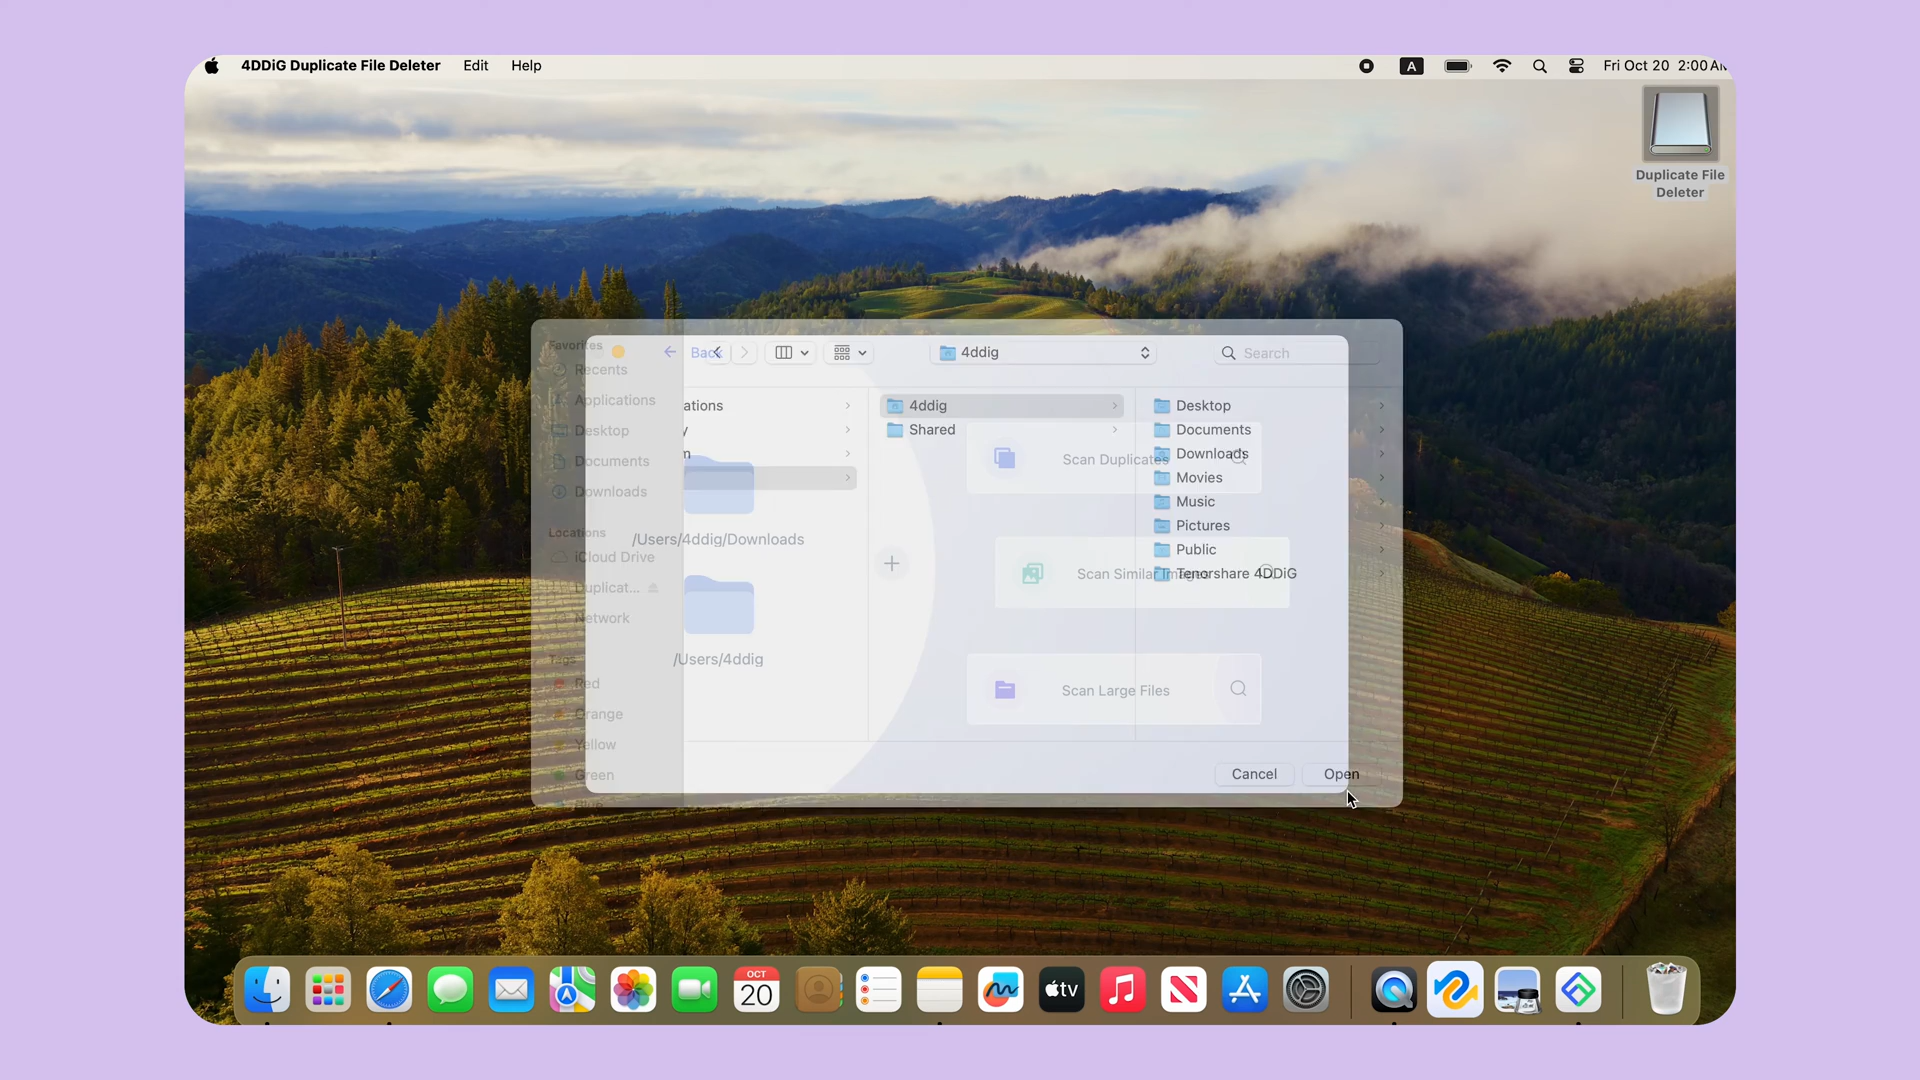 4DDiG Duplicate File Deleter Edit Help
A
Fri Oct 20 2:00
Duplicate File
Deleter
Favorites
Recents
Applications
Desktop
Documents
Downloads
Locations
iCloud Drive
Duplicat...
Network
Tags
Red
Orange
Yellow
Green
Blue
Back
4ddig
Search
ations
y
m
4ddig
Shared
Desktop
Documents
Downloads
Movies
Music
Pictures
Public
Tenorshare 4DDiG
/Users/4ddig/Downloads
/Users/4ddig
Scan Duplicates
Scan Similar Images
Scan Large Files
Cancel
Open
OCT
20
tv